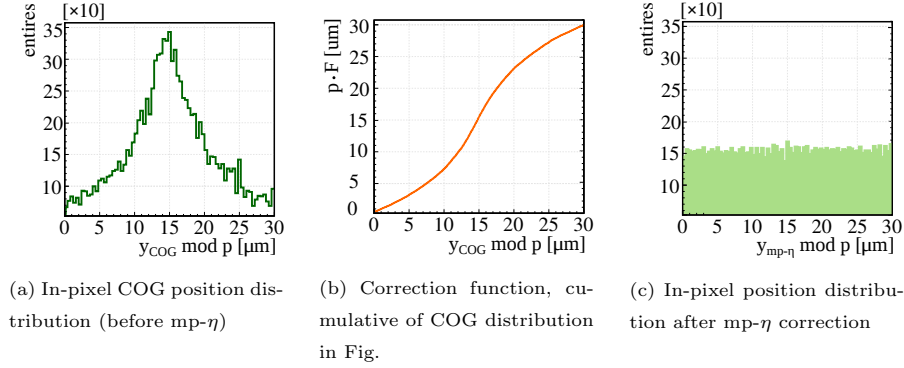 [×10]
entires
35
30
25
20
15
10
0 5 10 15 20 25 30
y_COG mod p [μm]
p·F [um]
30
25
20
15
10
5
0
0 5 10 15 20 25 30
y_COG mod p [μm]
[×10]
entires
35
30
25
20
15
10
0 5 10 15 20 25 30
y_mp-η mod p [μm]
(a) In-pixel COG position dis-
tribution (before mp-η)
(b) Correction function, cu-
mulative of COG distribution
in Fig.
(c) In-pixel position distribu-
tion after mp-η correction